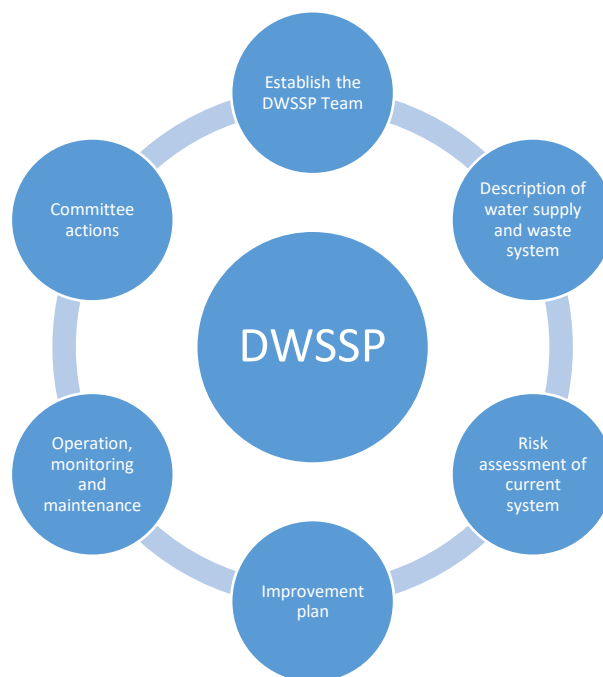 Establish the
DWSSP Team
Description of
water supply
and waste
system
Risk
assessment of
current
system
Improvement
plan
Operation,
monitoring
and
maintenance
Committee
actions
DWSSP